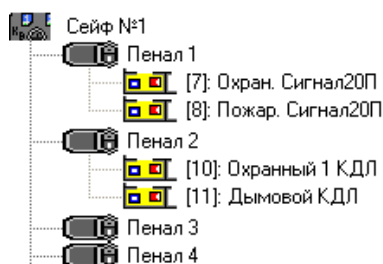 Сейф №1
Пенал 1
[7]: Охран. Сигнал20П
[8]: Пожар. Сигнал20П
Пенал 2
[10]: Охранный 1 КДЛ
[11]: Дымовой КДЛ
Пенал 3
Пенал 4